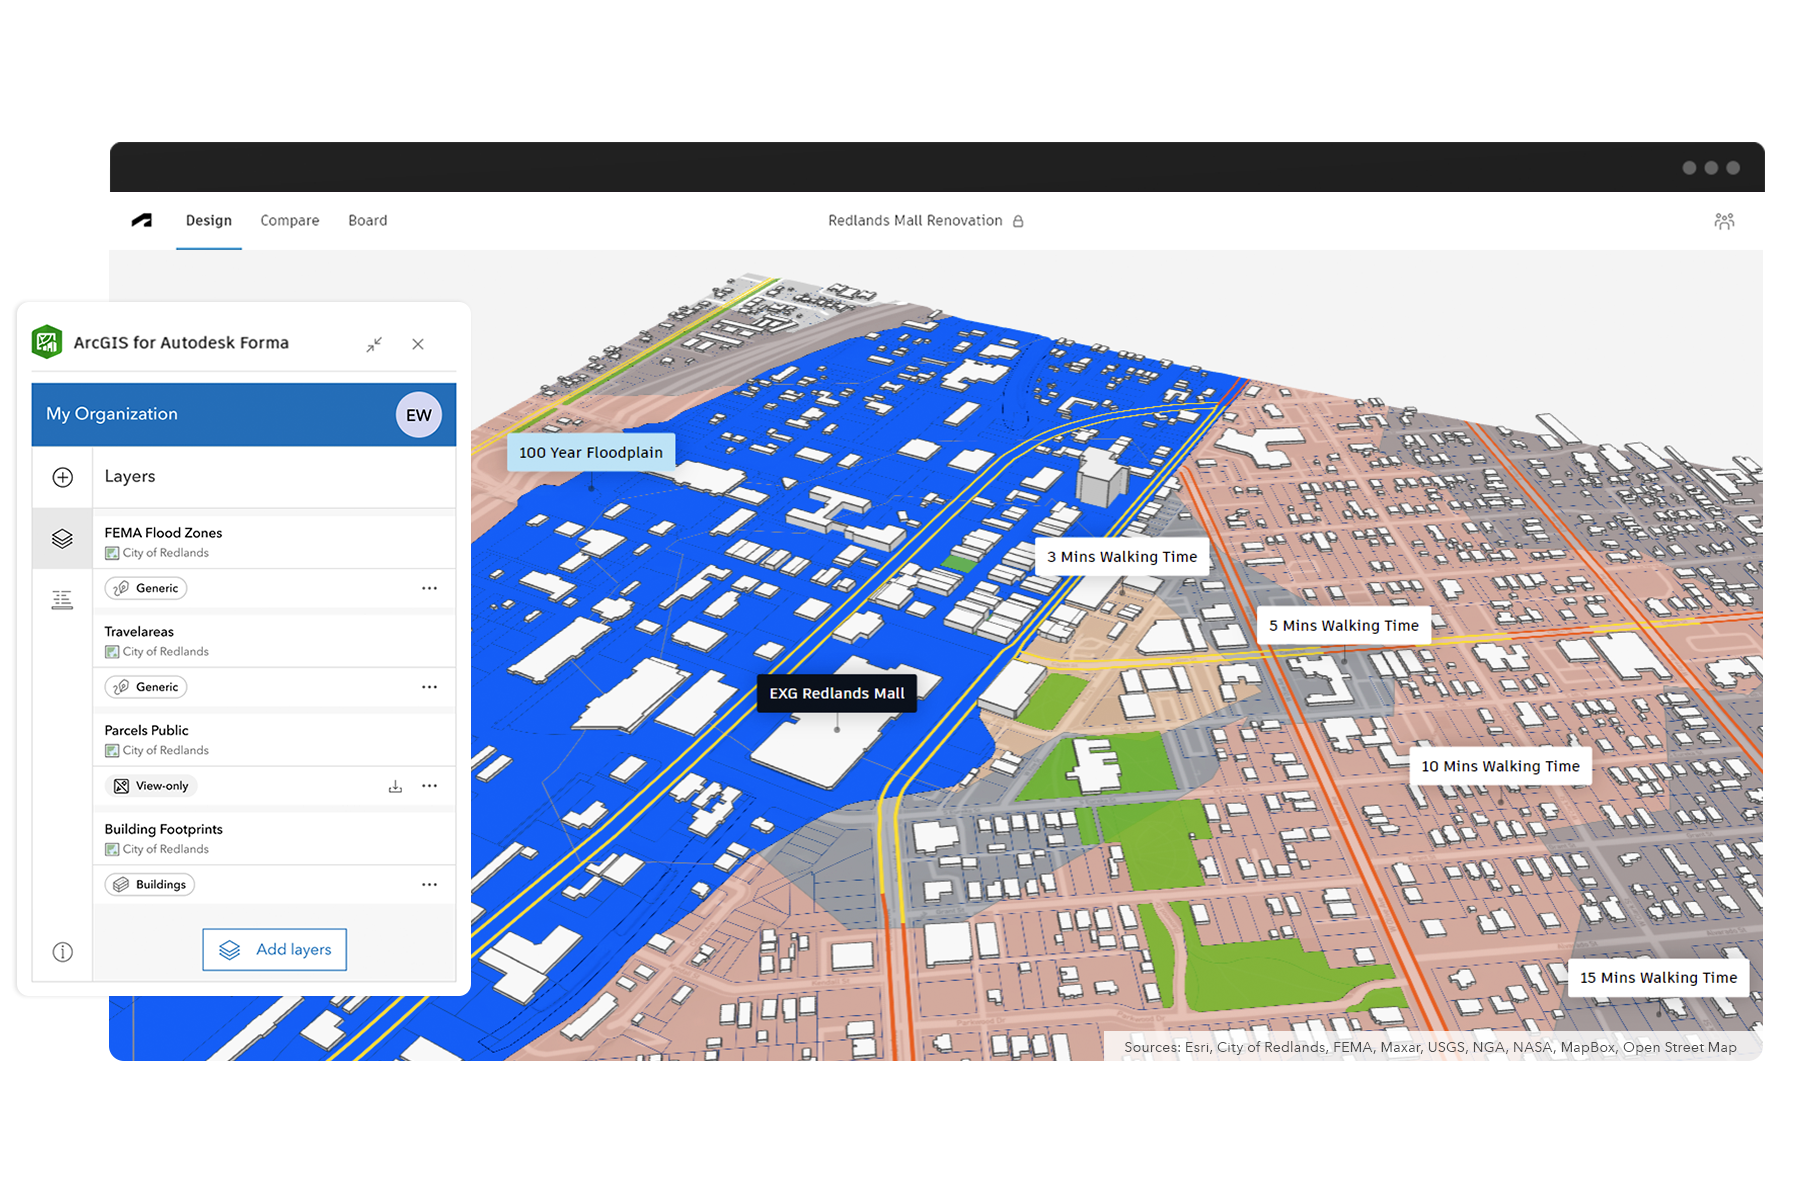 Design
Compare
Board
Redlands Mall Renovation
ArcGIS for Autodesk Forma
My Organization
EW
Layers
FEMA Flood Zones
City of Redlands
Generic
Travelareas
City of Redlands
Generic
Parcels Public
City of Redlands
View-only
Building Footprints
City of Redlands
Buildings
Add layers
100 Year Floodplain
3 Mins Walking Time
5 Mins Walking Time
EXG Redlands Mall
10 Mins Walking Time
15 Mins Walking Time
Sources: Esri, City of Redlands, FEMA, Maxar, USGS, NGA, NASA, MapBox, Open Street Map